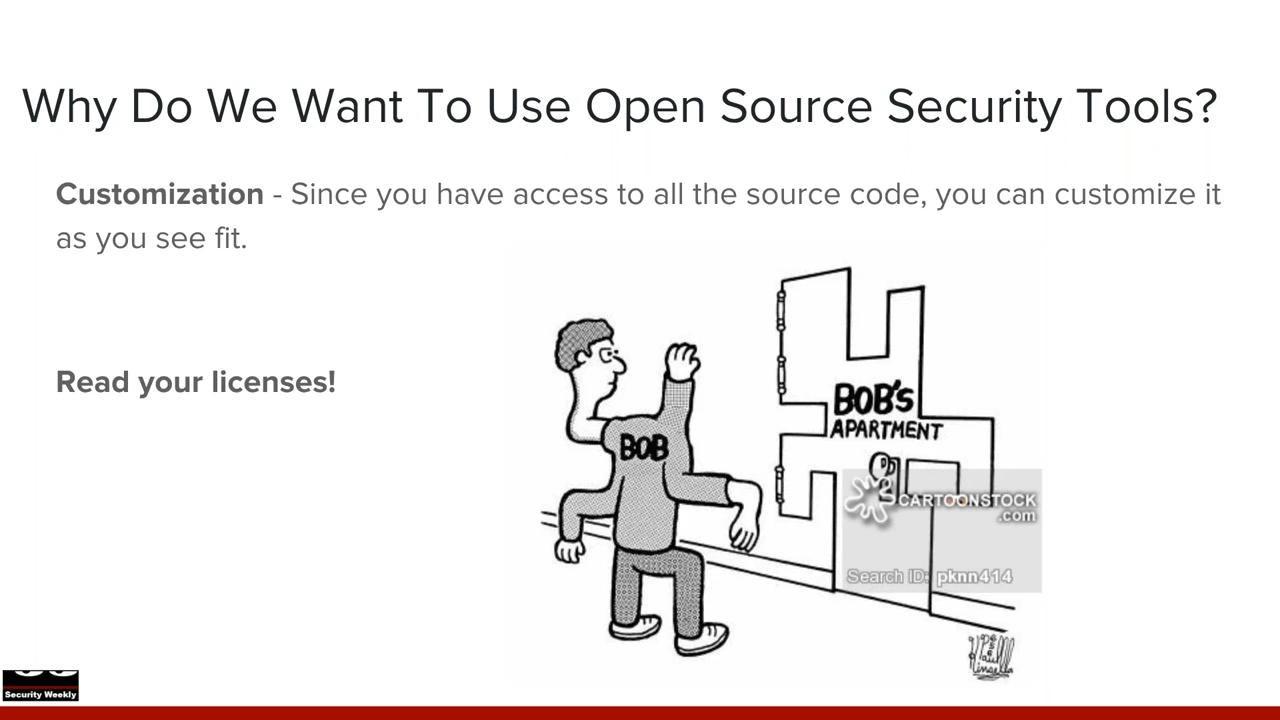 Why Do We Want To Use Open Source Security Tools?
Customization - Since you have access to all the source code, you can customize it
as you see fit.
Read your licenses!
BOB
BOB'S
APARTMENT
CARTOONSTOCK
.com
Search ID: pknn414
Security Weekly